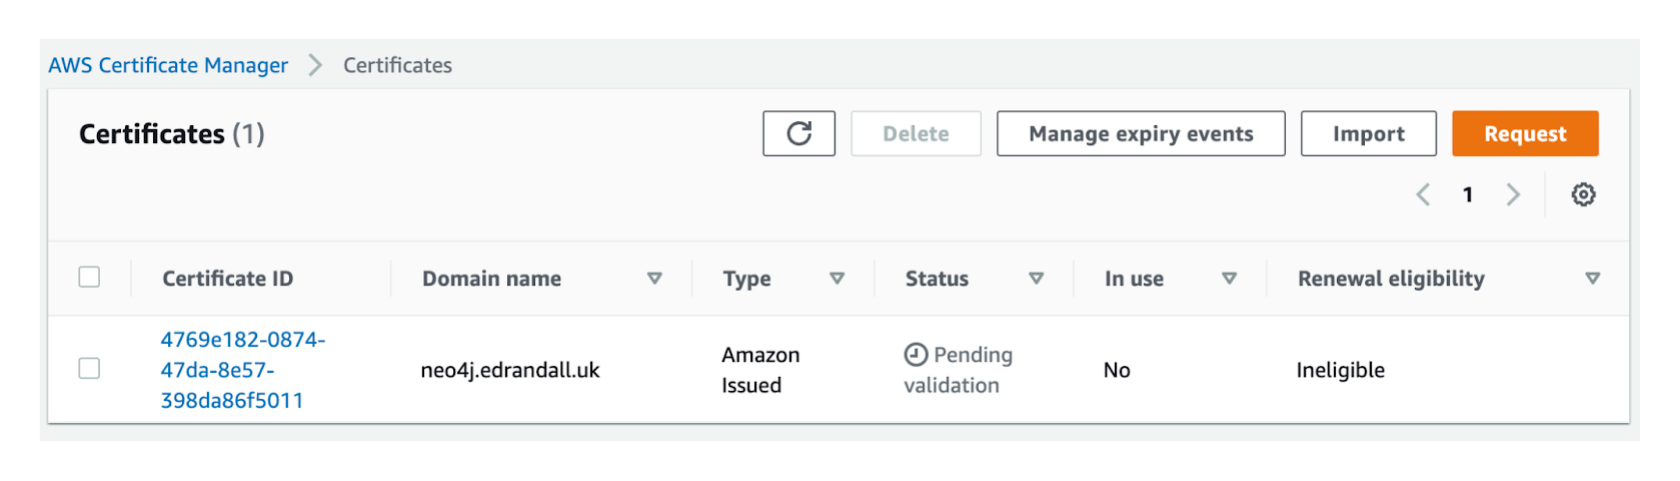 AWS Certificate Manager > Certificates
Certificates (1)
Delete
Manage expiry events
Import
Request
1
Certificate ID
Domain name
Type
Status
In use
Renewal eligibility
4769e182-0874-
47da-8e57-
398da86f5011
neo4j.edrandall.uk
Amazon
Issued
Pending
validation
No
Ineligible